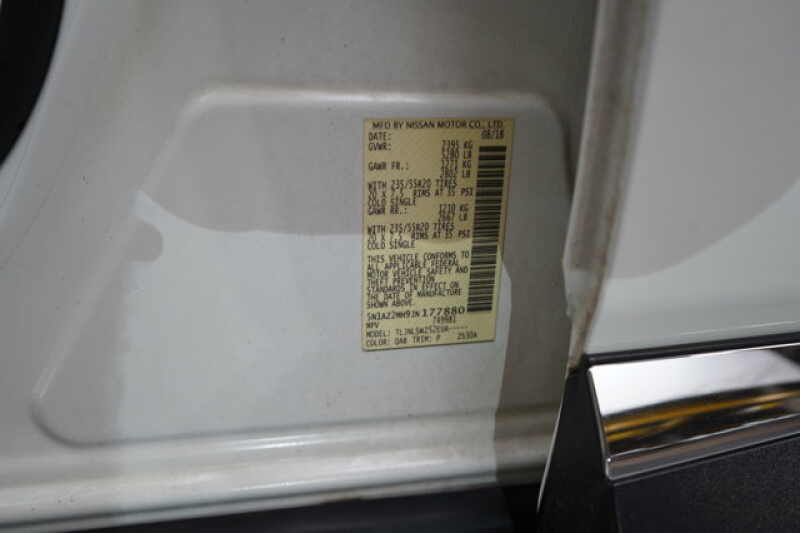 MFD BY NISSAN MOTOR CO., LTD.
DATE: 08/18
GVWR: 2395 KG
5280 LB
GAWR FR.: 1271 KG
2802 LB
WITH 235/55R20 TIRES
20 X 7.5 RIMS AT 35 PSI
COLD SINGLE
GAWR RR.: 1210 KG
2667 LB
WITH 235/55R20 TIRES
20 X 7.5 RIMS AT 35 PSI
COLD SINGLE
THIS VEHICLE CONFORMS TO
ALL APPLICABLE FEDERAL
MOTOR VEHICLE SAFETY AND
THEFT PREVENTION
STANDARDS IN EFFECT ON
THE DATE OF MANUFACTURE
SHOWN ABOVE.
5N1AZ2MH9JN177880
MPV 749981
MODEL:
COLOR: QAB TRIM: P 2530A